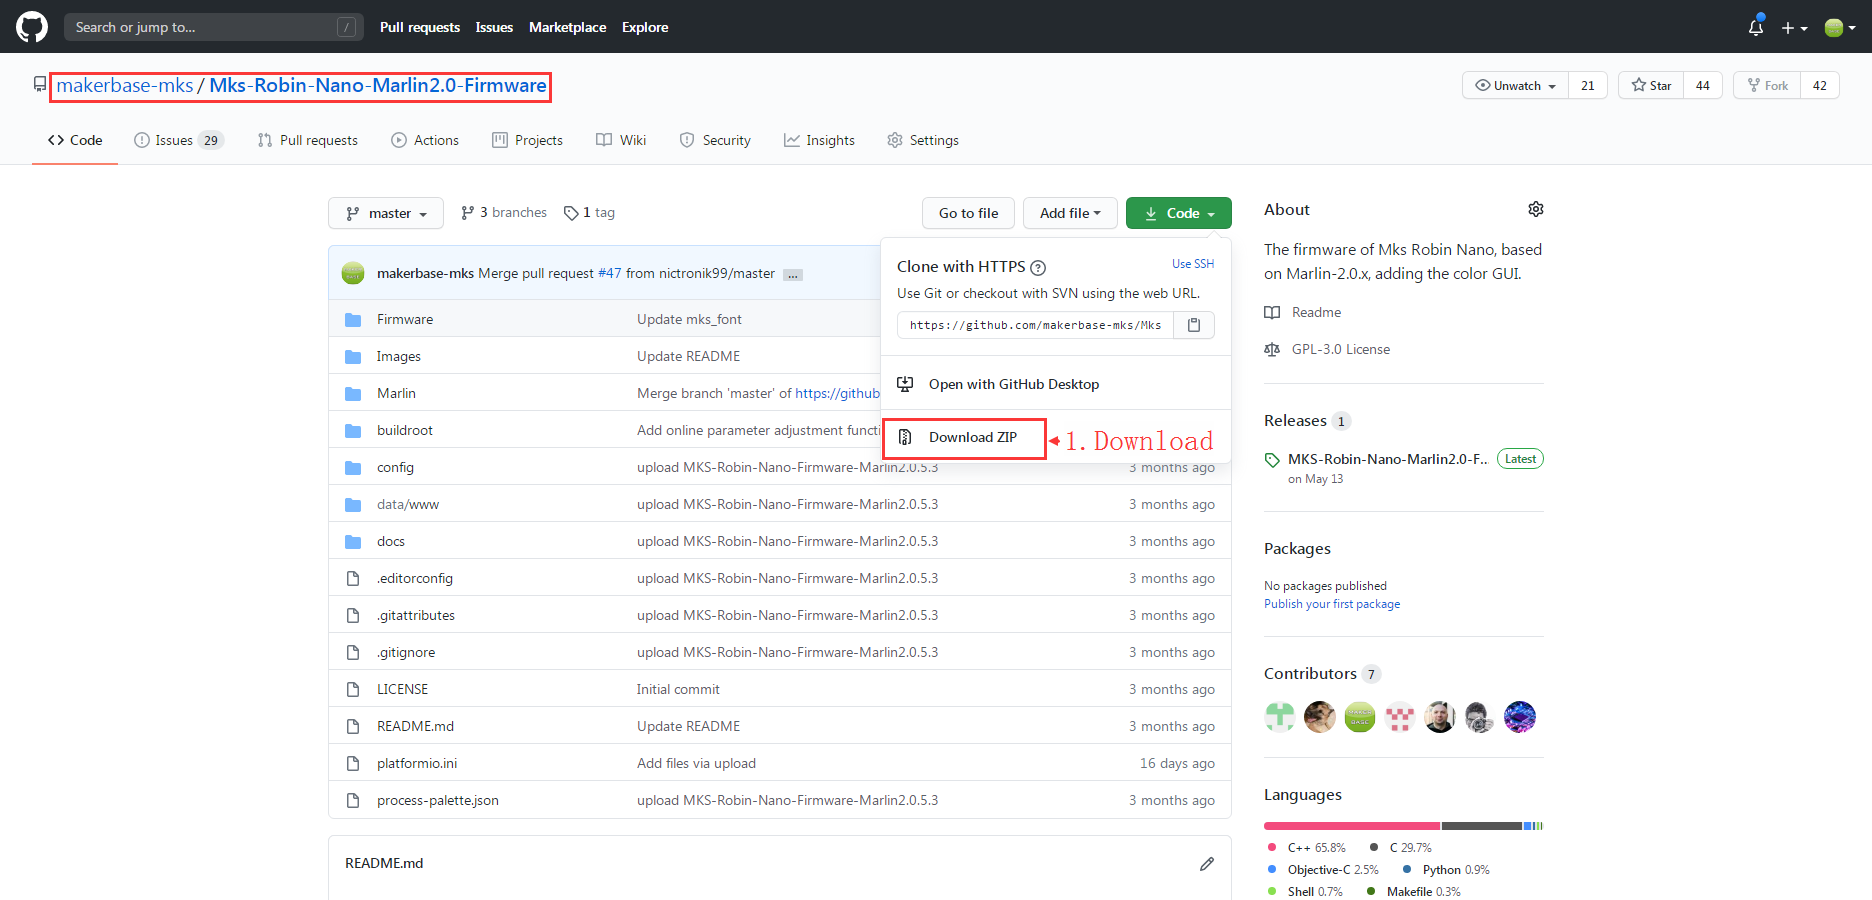 Search or jump to... /
Pull requests Issues Marketplace Explore
makerbase-mks / Mks-Robin-Nano-Marlin2.0-Firmware
Unwatch 21 Star 44 Fork 42
Code Issues 29 Pull requests Actions Projects Wiki Security Insights Settings
master 3 branches 1 tag
Go to file Add file Code
makerbase-mks Merge pull request #47 from nictronik99/master ...
Clone with HTTPS ? Use SSH
Use Git or checkout with SVN using the web URL.
https://github.com/makerbase-mks/Mks
Open with GitHub Desktop
Download ZIP
1.Download
Firmware Update mks_font
Images Update README
Marlin Merge branch 'master' of https://github
buildroot Add online parameter adjustment functi
config upload MKS-Robin-Nano-Firmware-Marlin2.0.5.3 3 months ago
data/www upload MKS-Robin-Nano-Firmware-Marlin2.0.5.3 3 months ago
docs upload MKS-Robin-Nano-Firmware-Marlin2.0.5.3 3 months ago
.editorconfig upload MKS-Robin-Nano-Firmware-Marlin2.0.5.3 3 months ago
.gitattributes upload MKS-Robin-Nano-Firmware-Marlin2.0.5.3 3 months ago
.gitignore upload MKS-Robin-Nano-Firmware-Marlin2.0.5.3 3 months ago
LICENSE Initial commit 3 months ago
README.md Update README 3 months ago
platformio.ini Add files via upload 16 days ago
process-palette.json upload MKS-Robin-Nano-Firmware-Marlin2.0.5.3 3 months ago
README.md
About
The firmware of Mks Robin Nano, based
on Marlin-2.0.x, adding the color GUI.
Readme
GPL-3.0 License
Releases 1
MKS-Robin-Nano-Marlin2.0-F... Latest
on May 13
Packages
No packages published
Publish your first package
Contributors 7
MAKER
BASE
Languages
C++ 65.8% C 29.7%
Objective-C 2.5% Python 0.9%
Shell 0.7% Makefile 0.3%